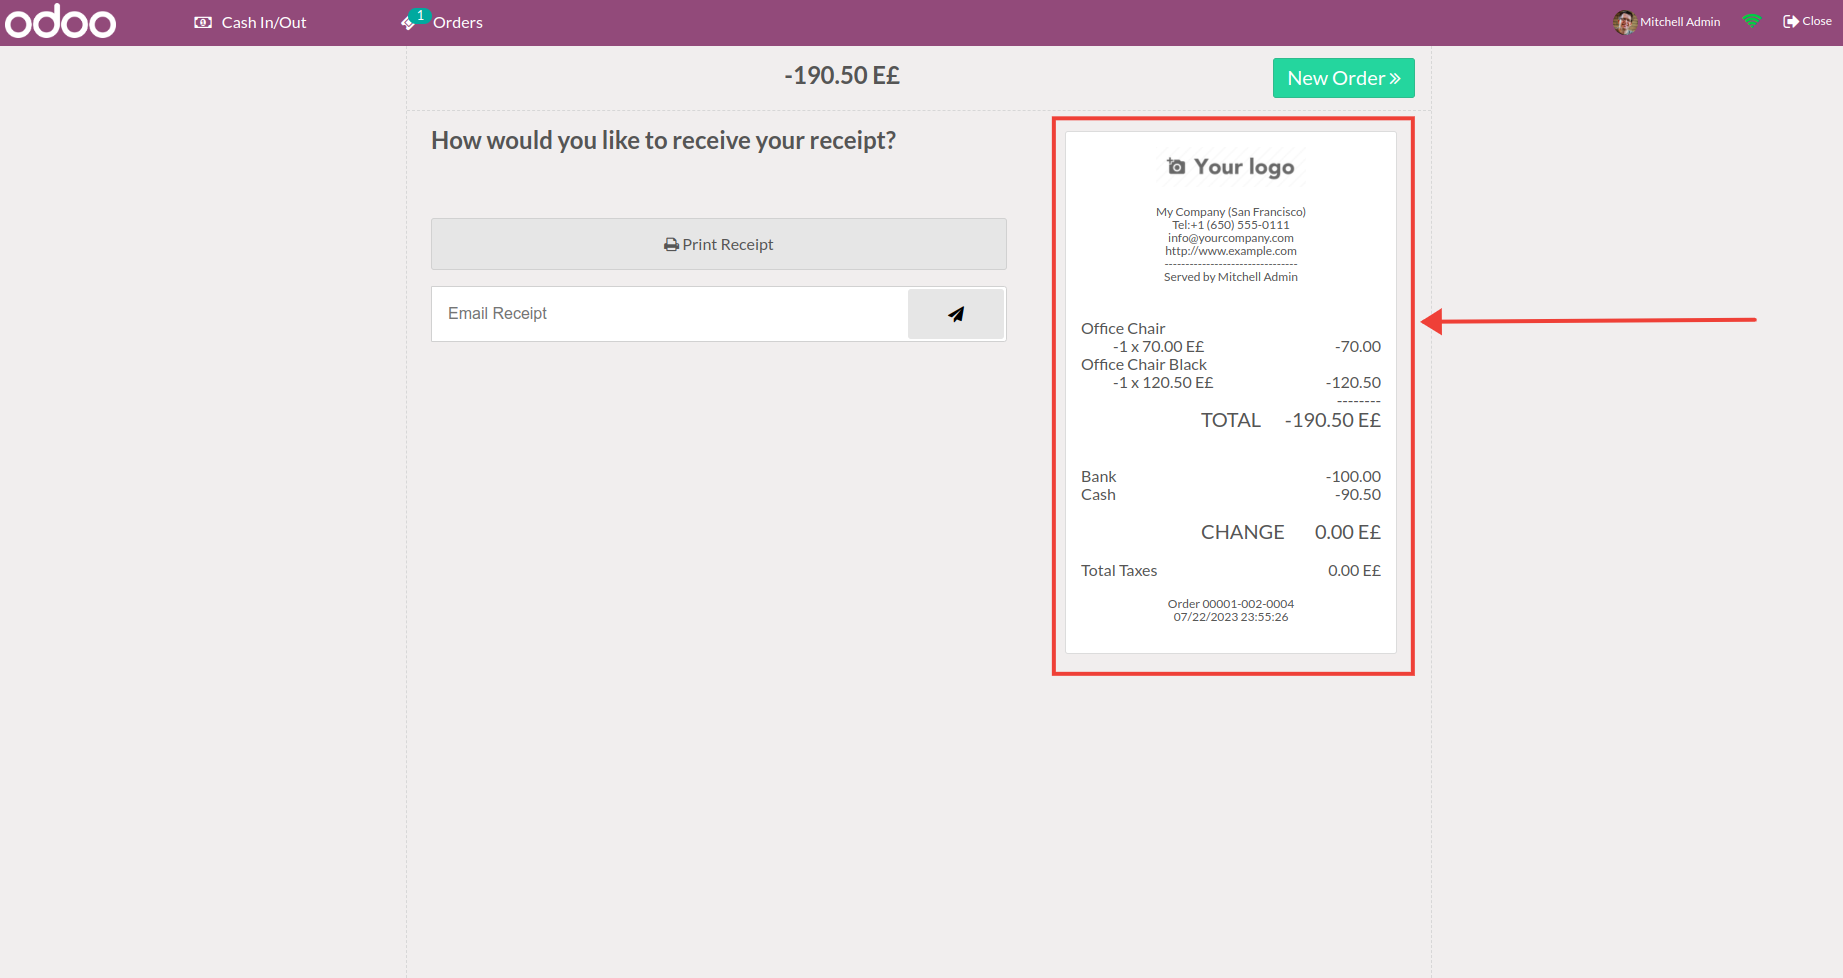 odoo
Cash In/Out
1
Orders
Mitchell Admin
Close
-190.50 E£
New Order
How would you like to receive your receipt?
Print Receipt
Email Receipt
Your logo
My Company (San Francisco)
Tel:+1 (650) 555-0111
info@yourcompany.com
http://www.example.com
--------------------------------
Served by Mitchell Admin
Office Chair
-1 x 70.00 E£ -70.00
Office Chair Black
-1 x 120.50 E£ -120.50
--------
TOTAL -190.50 E£
Bank -100.00
Cash -90.50
CHANGE 0.00 E£
Total Taxes 0.00 E£
Order 00001-002-0004
07/22/2023 23:55:26